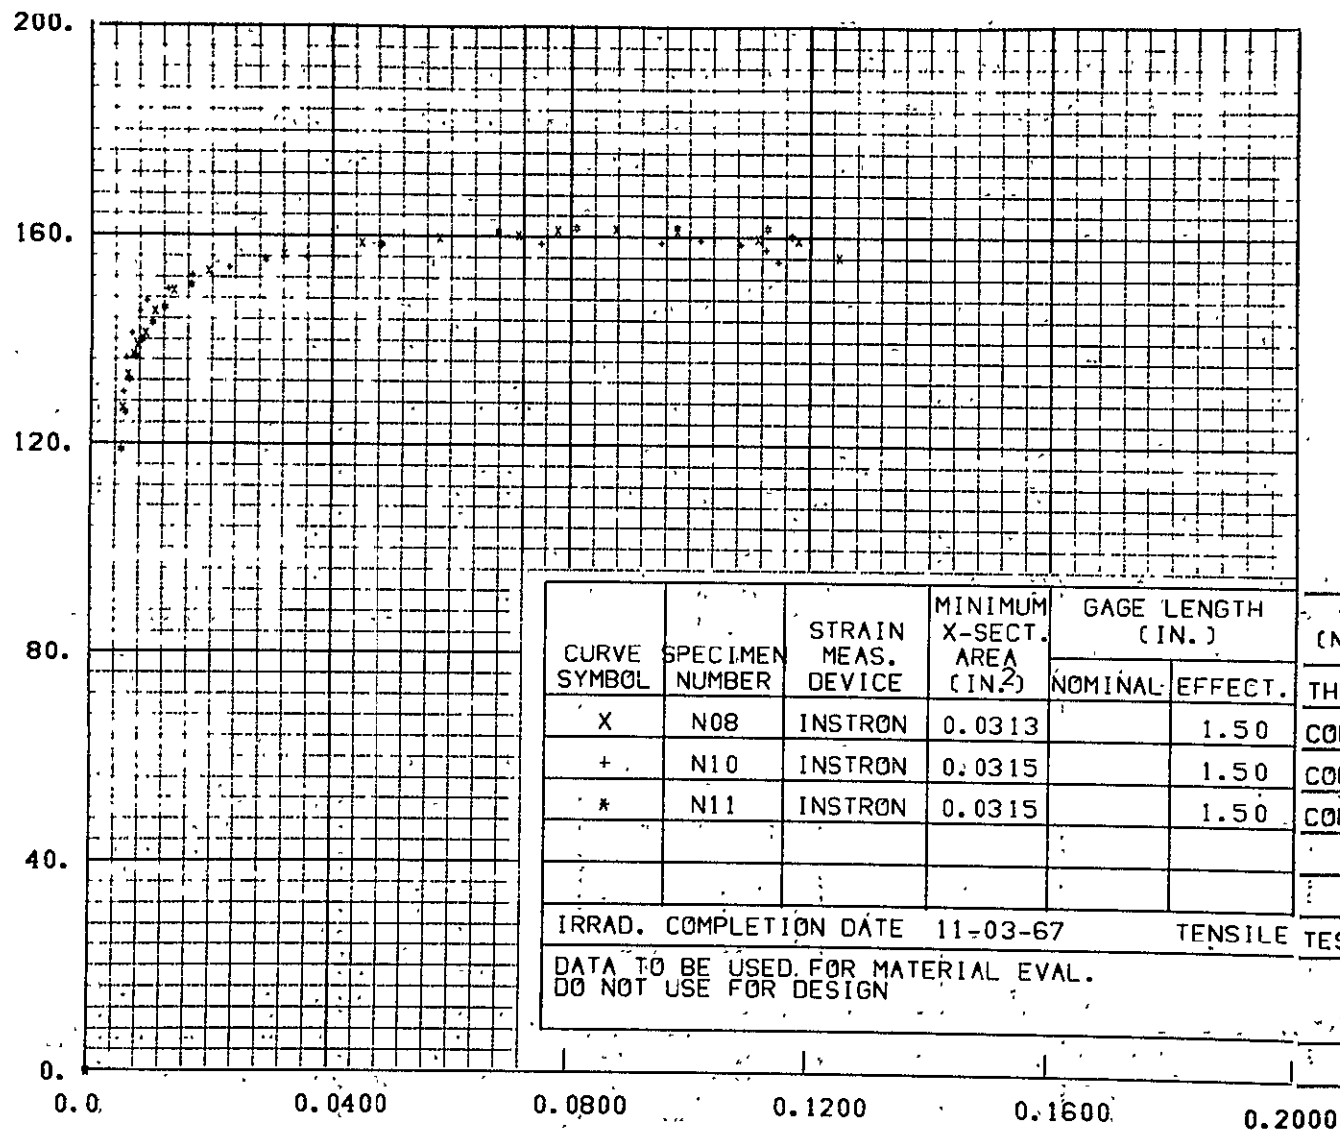 200.
160.
120.
80.
40.
0.
0.0 0.0400 0.0800 0.1200 0.1600 0.2000
CURVE SYMBOL SPECIMEN NUMBER STRAIN MEAS. DEVICE MINIMUM X-SECT. AREA (IN.2) GAGE LENGTH (IN.)
NOMINAL EFFECT. TH
X N08 INSTRON 0.0313 1.50
+ N10 INSTRON 0.0315 1.50
* N11 INSTRON 0.0315 1.50
IRRAD. COMPLETION DATE 11-03-67 TENSILE TES
DATA TO BE USED FOR MATERIAL EVAL.
DO NOT USE FOR DESIGN